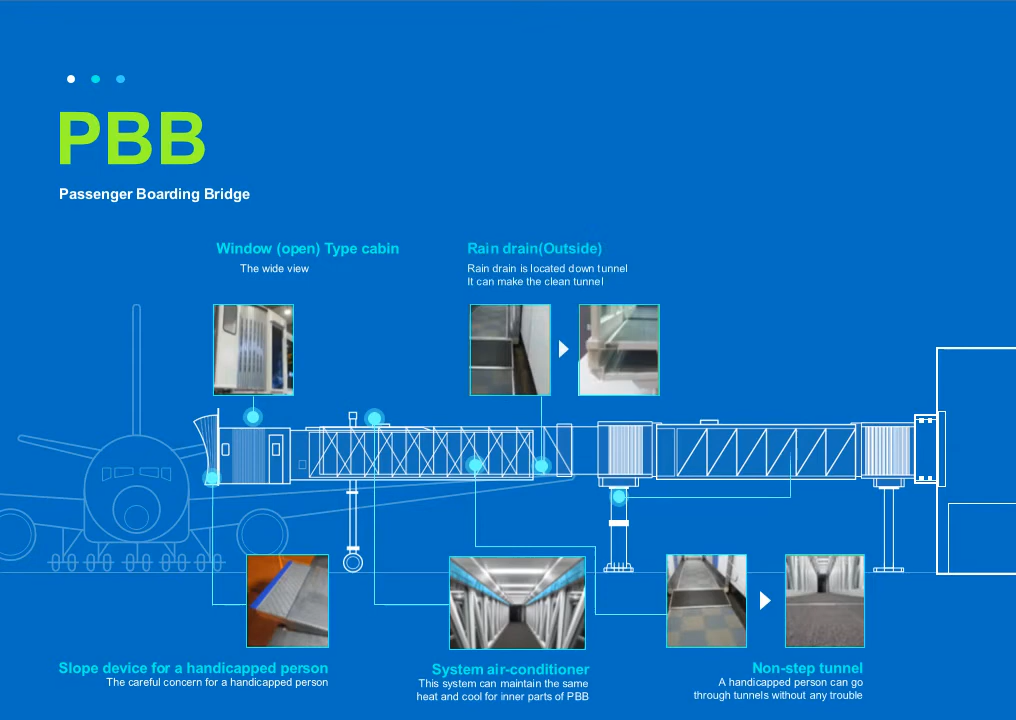 PBB
Passenger Boarding Bridge
Window (open) Type cabin
The wide view
Rain drain(Outside)
Rain drain is located down tunnel
It can make the clean tunnel
Slope device for a handicapped person
The careful concern for a handicapped person
System air-conditioner
This system can maintain the same
heat and cool for inner parts of PBB
Non-step tunnel
A handicapped person can go
through tunnels without any trouble